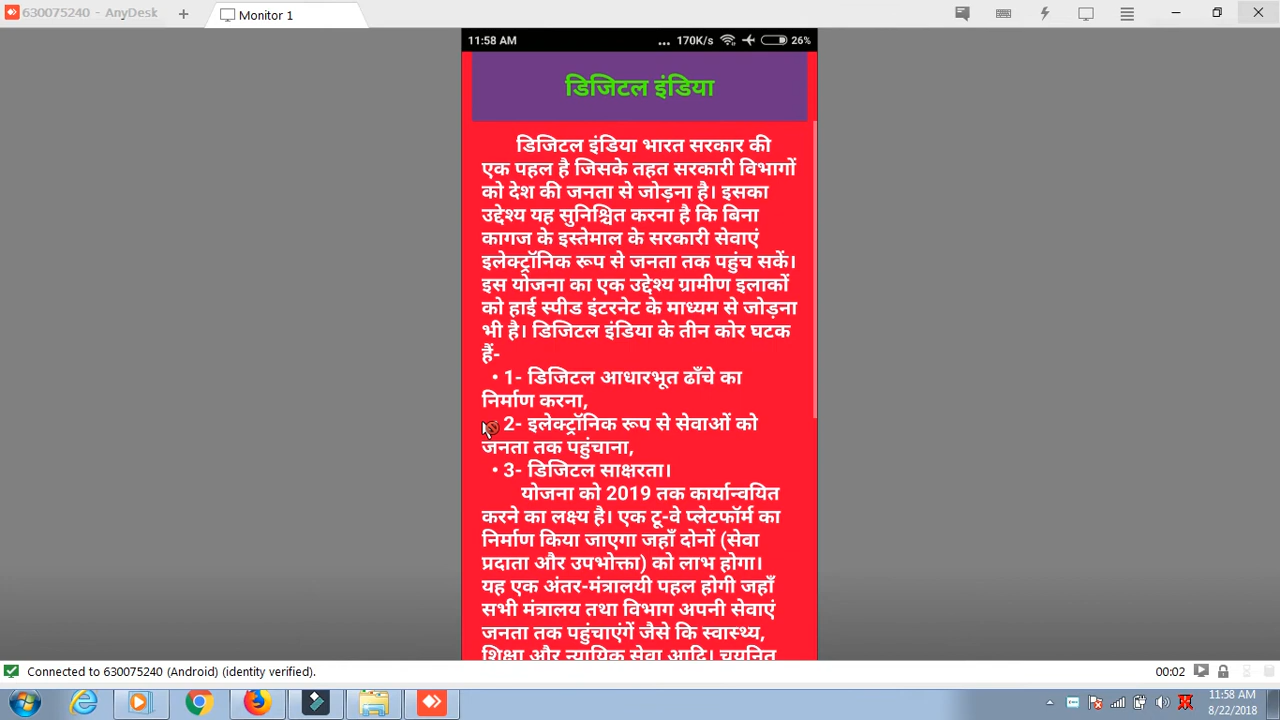 630075240 - AnyDesk
Monitor 1
11:58 AM
... 170K/s 26%
डिजिटल इंडिया
डिजिटल इंडिया भारत सरकार की
एक पहल है जिसके तहत सरकारी विभागों
को देश की जनता से जोड़ना है। इसका
उद्देश्य यह सुनिश्चित करना है कि बिना
कागज के इस्तेमाल के सरकारी सेवाएं
इलेक्ट्रॉनिक रूप से जनता तक पहुंच सकें।
इस योजना का एक उद्देश्य ग्रामीण इलाकों
को हाई स्पीड इंटरनेट के माध्यम से जोड़ना
भी है। डिजिटल इंडिया के तीन कोर घटक
हैं-
• 1- डिजिटल आधारभूत ढाँचे का
निर्माण करना,
2- इलेक्ट्रॉनिक रूप से सेवाओं को
जनता तक पहुंचाना,
• 3- डिजिटल साक्षरता।
योजना को 2019 तक कार्यान्वयित
करने का लक्ष्य है। एक टू-वे प्लेटफॉर्म का
निर्माण किया जाएगा जहाँ दोनों (सेवा
प्रदाता और उपभोक्ता) को लाभ होगा।
यह एक अंतर-मंत्रालयी पहल होगी जहाँ
सभी मंत्रालय तथा विभाग अपनी सेवाएं
जनता तक पहुंचाएंगें जैसे कि स्वास्थ्य,
शिक्षा और न्यायिक सेवा आदि। चयनित
Connected to 630075240 (Android) (identity verified).
00:02
11:58 AM
8/22/2018